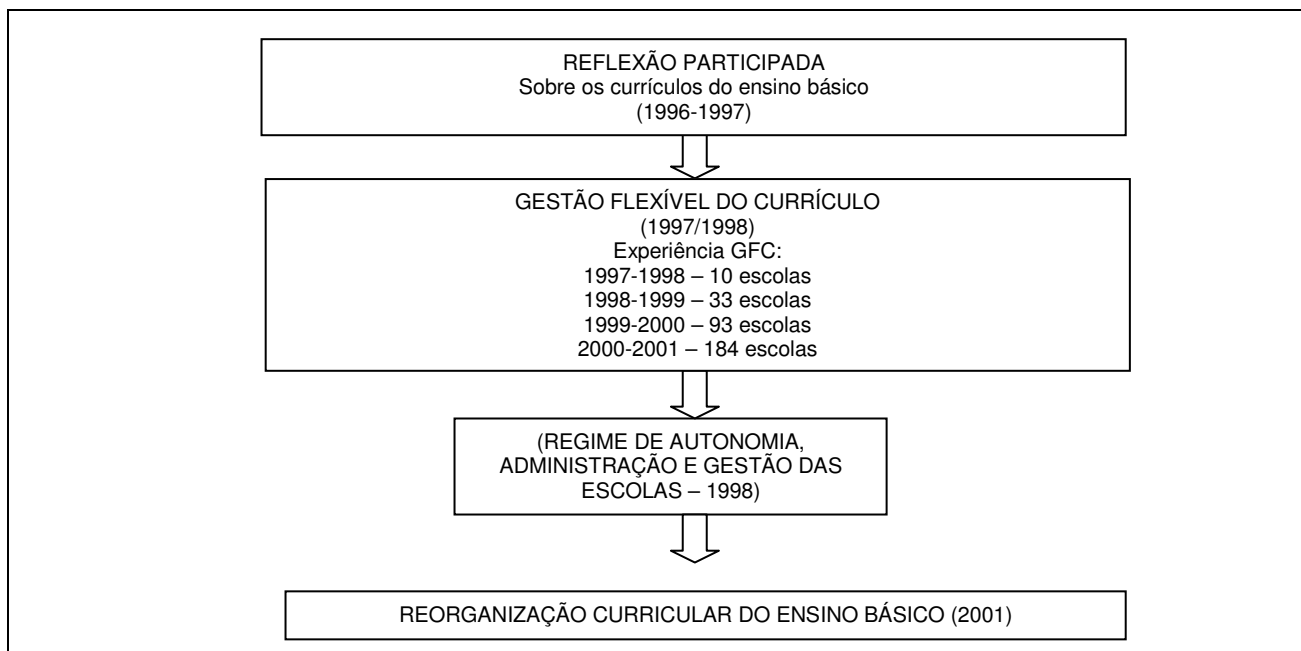 REFLEXÃO PARTICIPADA
Sobre os currículos do ensino básico
(1996-1997)
GESTÃO FLEXÍVEL DO CURRÍCULO
(1997/1998)
Experiência GFC:
1997-1998 – 10 escolas
1998-1999 – 33 escolas
1999-2000 – 93 escolas
2000-2001 – 184 escolas
(REGIME DE AUTONOMIA,
ADMINISTRAÇÃO E GESTÃO DAS
ESCOLAS – 1998)
REORGANIZAÇÃO CURRICULAR DO ENSINO BÁSICO (2001)